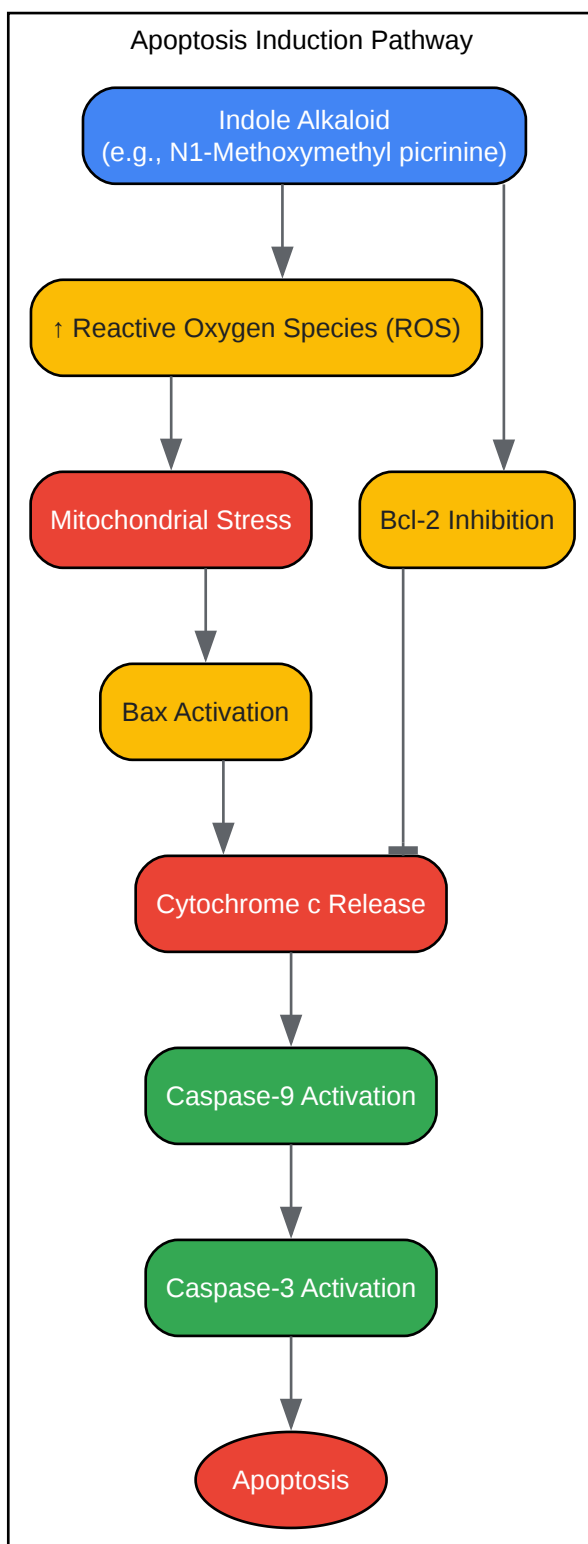 Apoptosis Induction Pathway
Indole Alkaloid
(e.g., N1-Methoxymethyl picrinine)
↑ Reactive Oxygen Species (ROS)
Mitochondrial Stress
Bcl-2 Inhibition
Bax Activation
Cytochrome c Release
Caspase-9 Activation
Caspase-3 Activation
Apoptosis